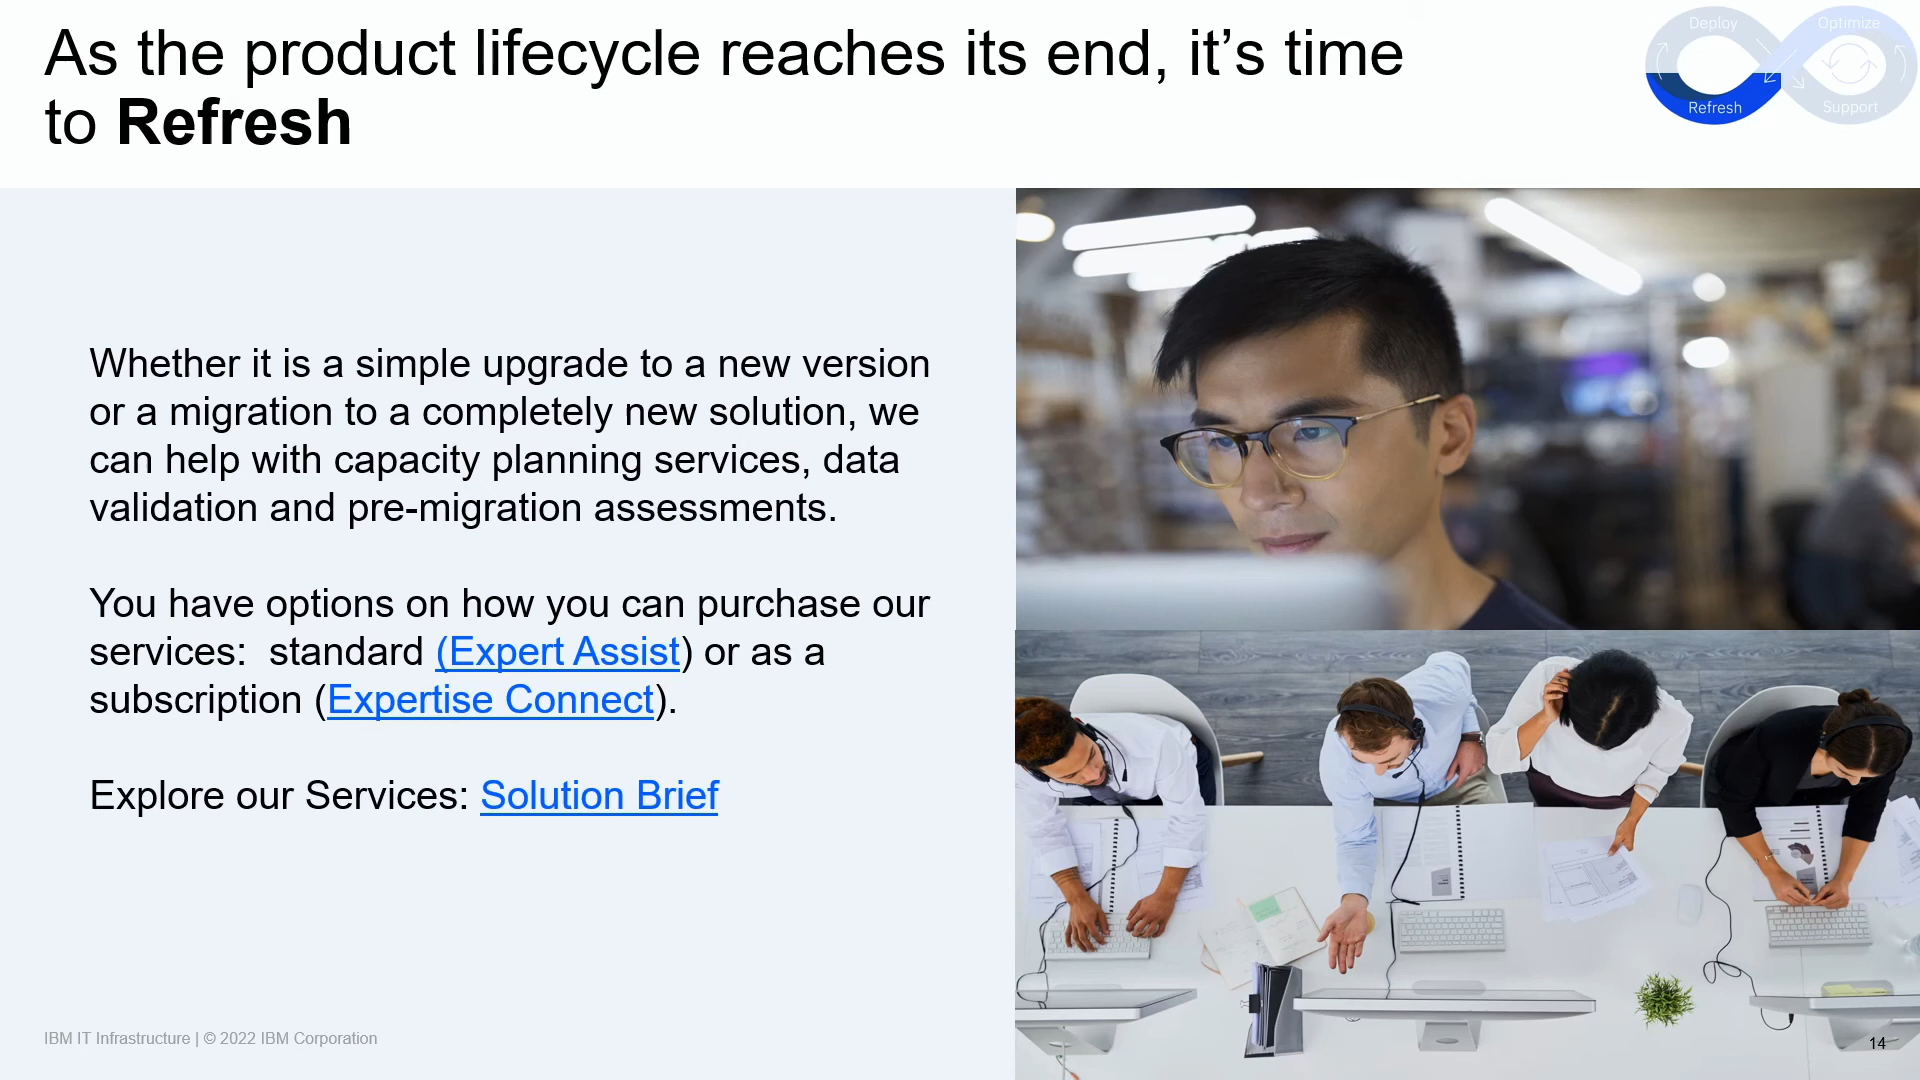 As the product lifecycle reaches its end, it’s time
to Refresh
Deploy
Optimize
Refresh
Support
Whether it is a simple upgrade to a new version
or a migration to a completely new solution, we
can help with capacity planning services, data
validation and pre-migration assessments.
You have options on how you can purchase our
services:  standard (Expert Assist) or as a
subscription (Expertise Connect).
Explore our Services: Solution Brief
IBM IT Infrastructure | © 2022 IBM Corporation
14